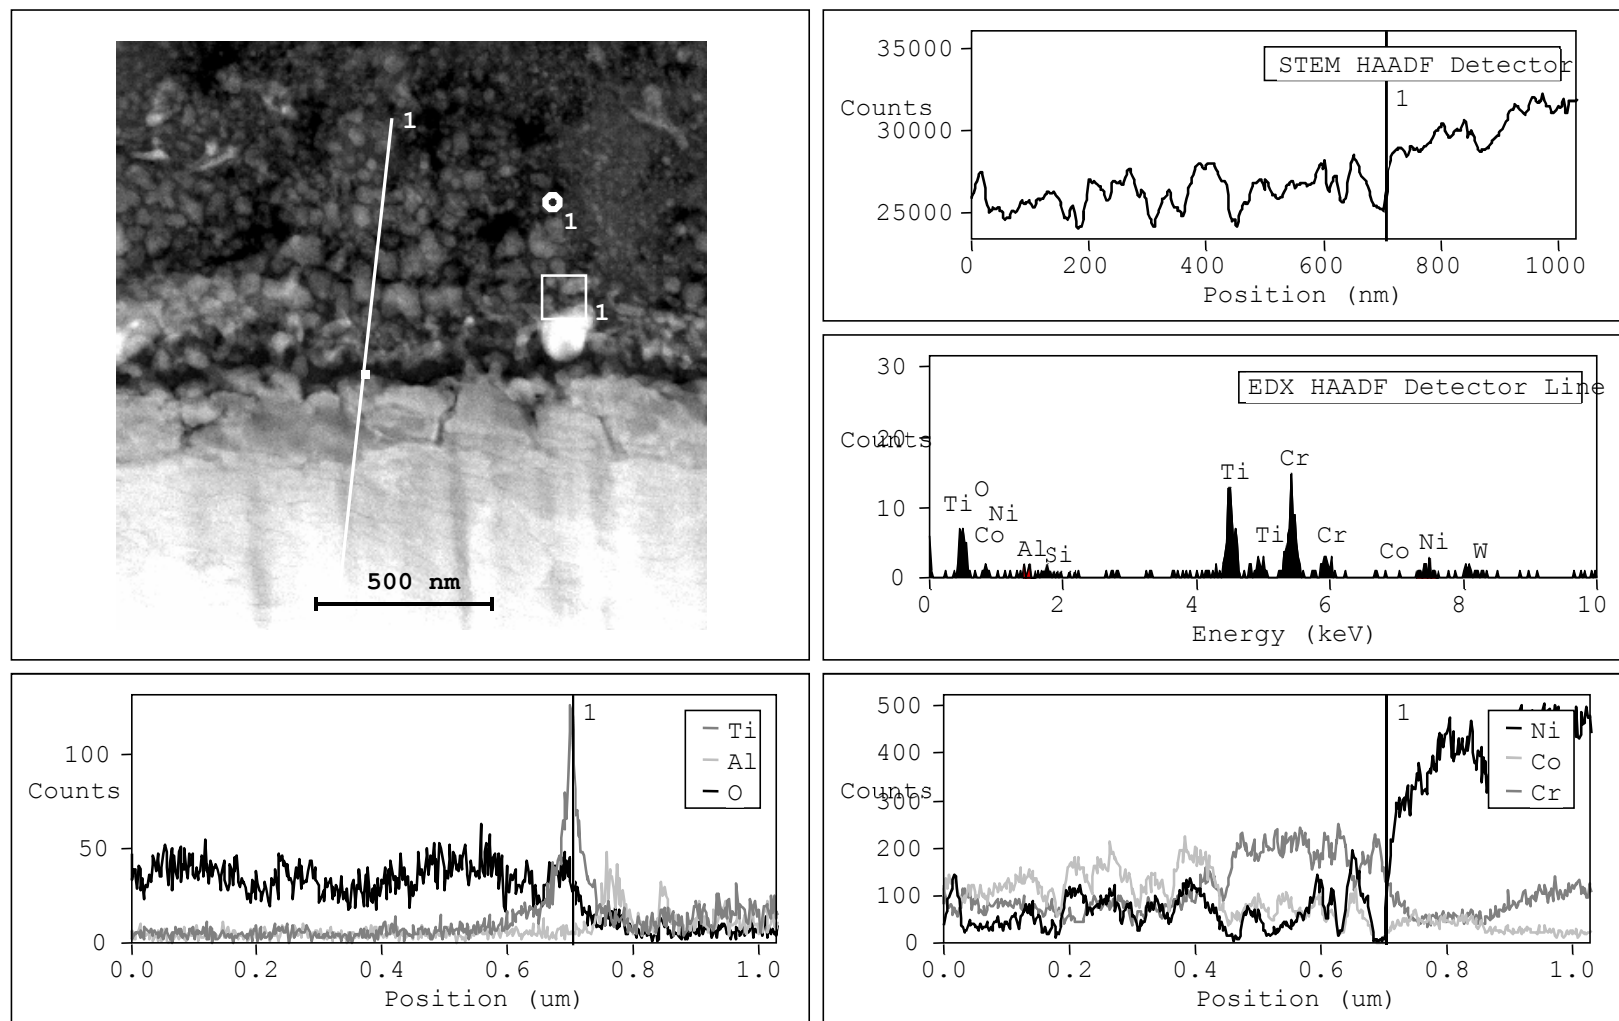 1
1
1
500 nm
35000
30000
25000
Counts
STEM HAADF Detector
1
0 200 400 600 800 1000
Position (nm)
30
20
10
0
Counts
EDX HAADF Detector Line
Ti
O
Ni
Co
Al
Si
Ti
Ti
Cr
Cr
Co
Ni
W
0 2 4 6 8 10
Energy (keV)
100
50
0
Counts
1
Ti
Al
O
0.0 0.2 0.4 0.6 0.8 1.0
Position (um)
500
400
300
200
100
0
Counts
1
Ni
Co
Cr
0.0 0.2 0.4 0.6 0.8 1.0
Position (um)